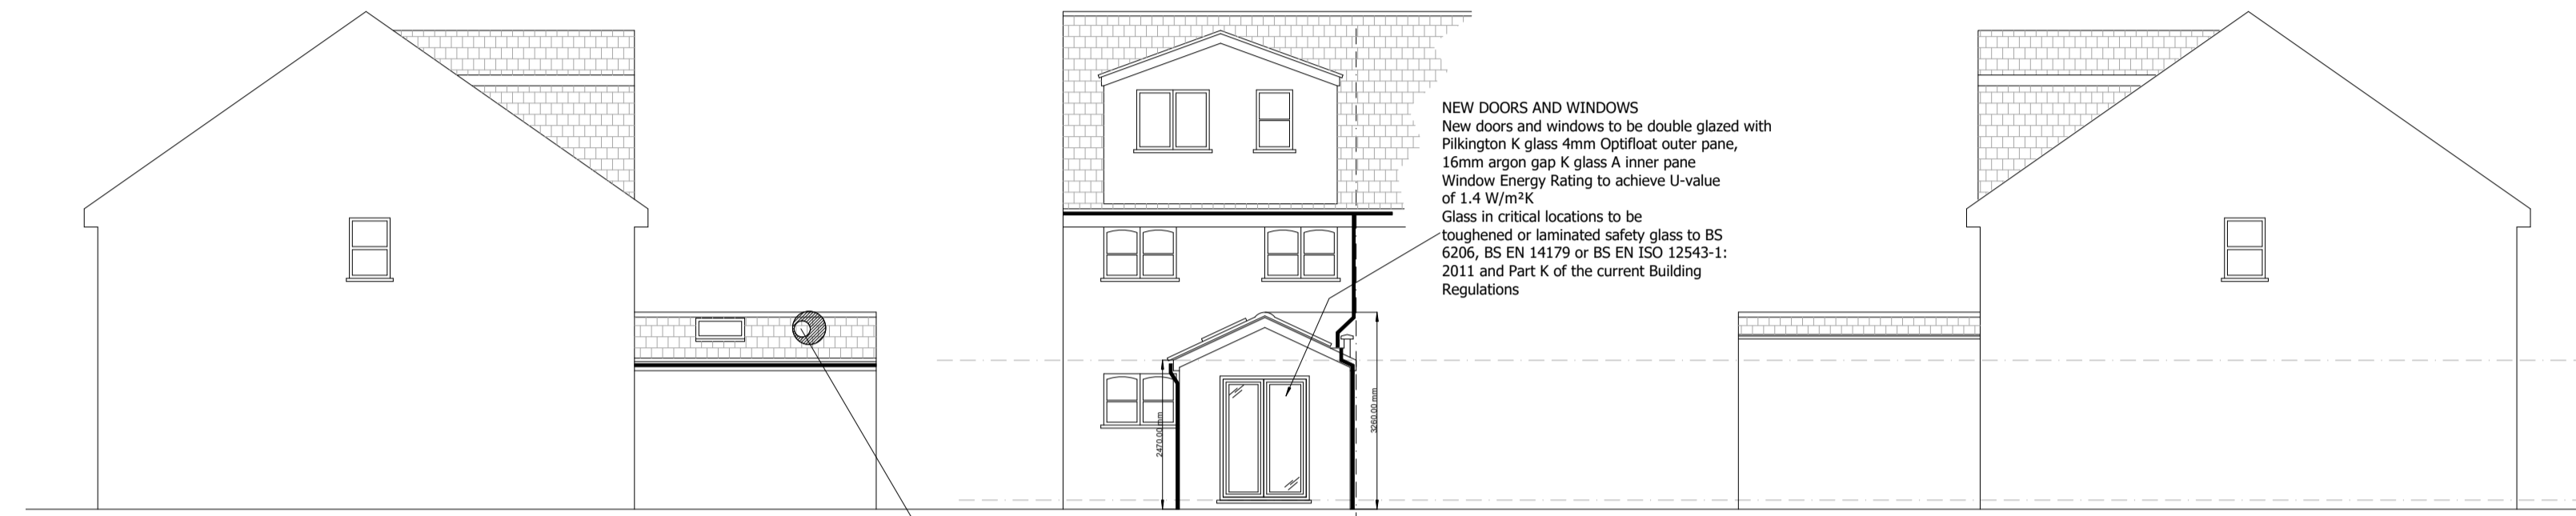 NEW DOORS AND WINDOWS
New doors and windows to be double glazed with
Pilkington K glass 4mm Optifloat outer pane,
16mm argon gap K glass A inner pane
Window Energy Rating to achieve U-value
of 1.4 W/m²K
Glass in critical locations to be
toughened or laminated safety glass to BS
6206, BS EN 14179 or BS EN ISO 12543-1:
2011 and Part K of the current Building
Regulations
2470.00 mm
3260.00 mm